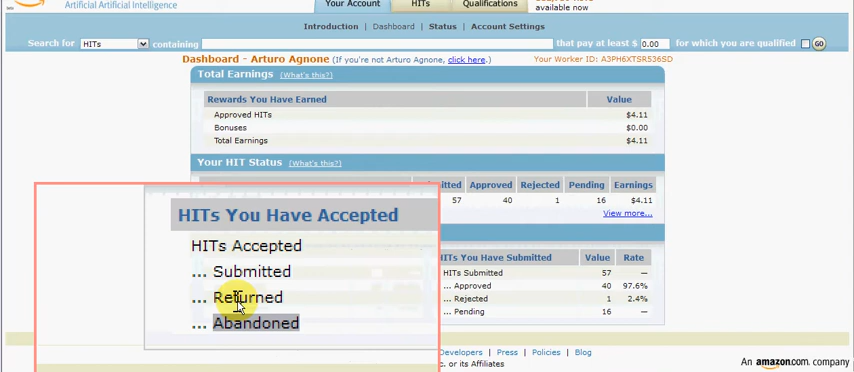 Artificial Artificial Intelligence
Your Account HITs Qualifications
available now
Introduction | Dashboard | Status | Account Settings
Search for HITs containing that pay at least $ 0.00 for which you are qualified GO
Dashboard - Arturo Agnone (If you're not Arturo Agnone, click here.) Your Worker ID: A3PH6XTSR536SD
Total Earnings (What's this?)
Rewards You Have Earned Value
Approved HITs $4.11
Bonuses $0.00
Total Earnings $4.11
Your HIT Status (What's this?)
mitted Approved Rejected Pending Earnings
57 40 1 16 $4.11
View more...
HITs You Have Accepted
HITs Accepted
... Submitted
... Returned
... Abandoned
HITs You Have Submitted Value Rate
HITs Submitted 57 —
... Approved 40 97.6%
... Rejected 1 2.4%
... Pending 16 —
Developers | Press | Policies | Blog
c. or its Affiliates
An amazon.com. company